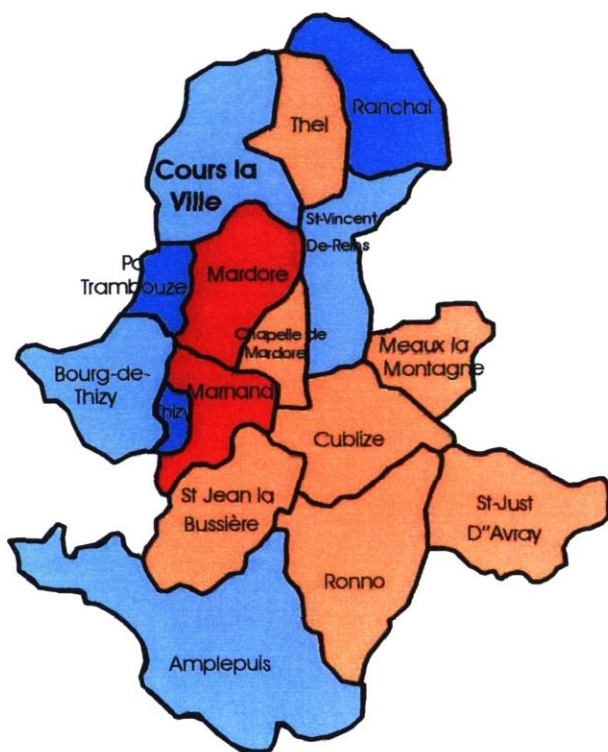 Ranchal
Thel
Cours la
Ville
St-Vincent
De-Reins
Po
Trambouze
Mardore
Chapelle de
Mardore
Meaux la
Montagne
Bourg-de-
Thizy
Thizy
Marnand
Cublize
St Jean la
Bussière
St-Just
D"Avray
Ronno
Amplepuis